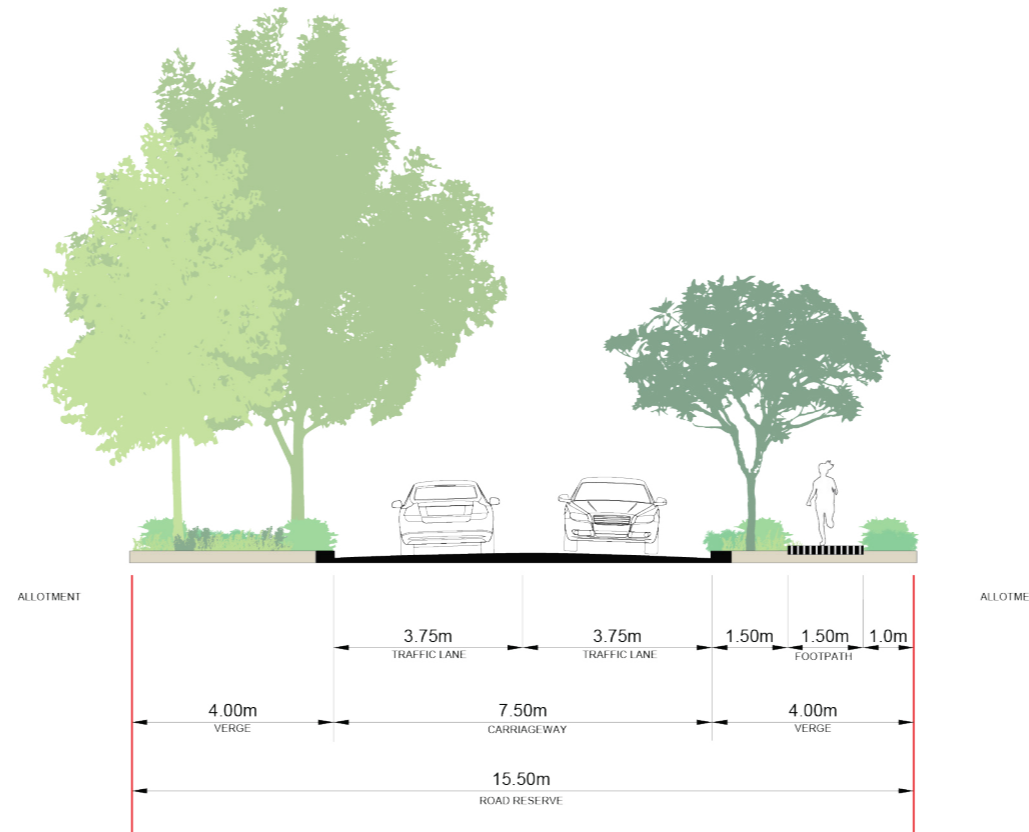 ALLOTMENT
ALLOTME
3.75m
TRAFFIC LANE
3.75m
TRAFFIC LANE
1.50m
1.50m
FOOTPATH
1.0m
4.00m
VERGE
7.50m
CARRIAGEWAY
4.00m
VERGE
15.50m
ROAD RESERVE